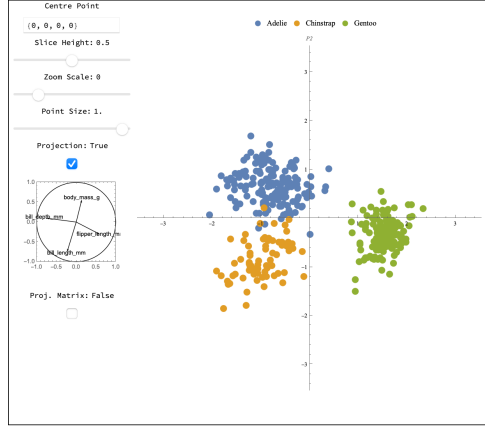 Centre Point
{0, 0, 0, 0}
Slice Height: 0.5
Zoom Scale: 0
Point Size: 1.
Projection: True
1.0
0.5
0.0
-0.5
-1.0
body_mass_g
bill_depth_mm
flipper_length_m
bill_length_mm
-1.0 -0.5 0.0 0.5 1.0
Proj. Matrix: False
Adelie Chinstrap Gentoo
P2
3
2
1
-3 -2 -1 1 2 3
-1
-2
-3